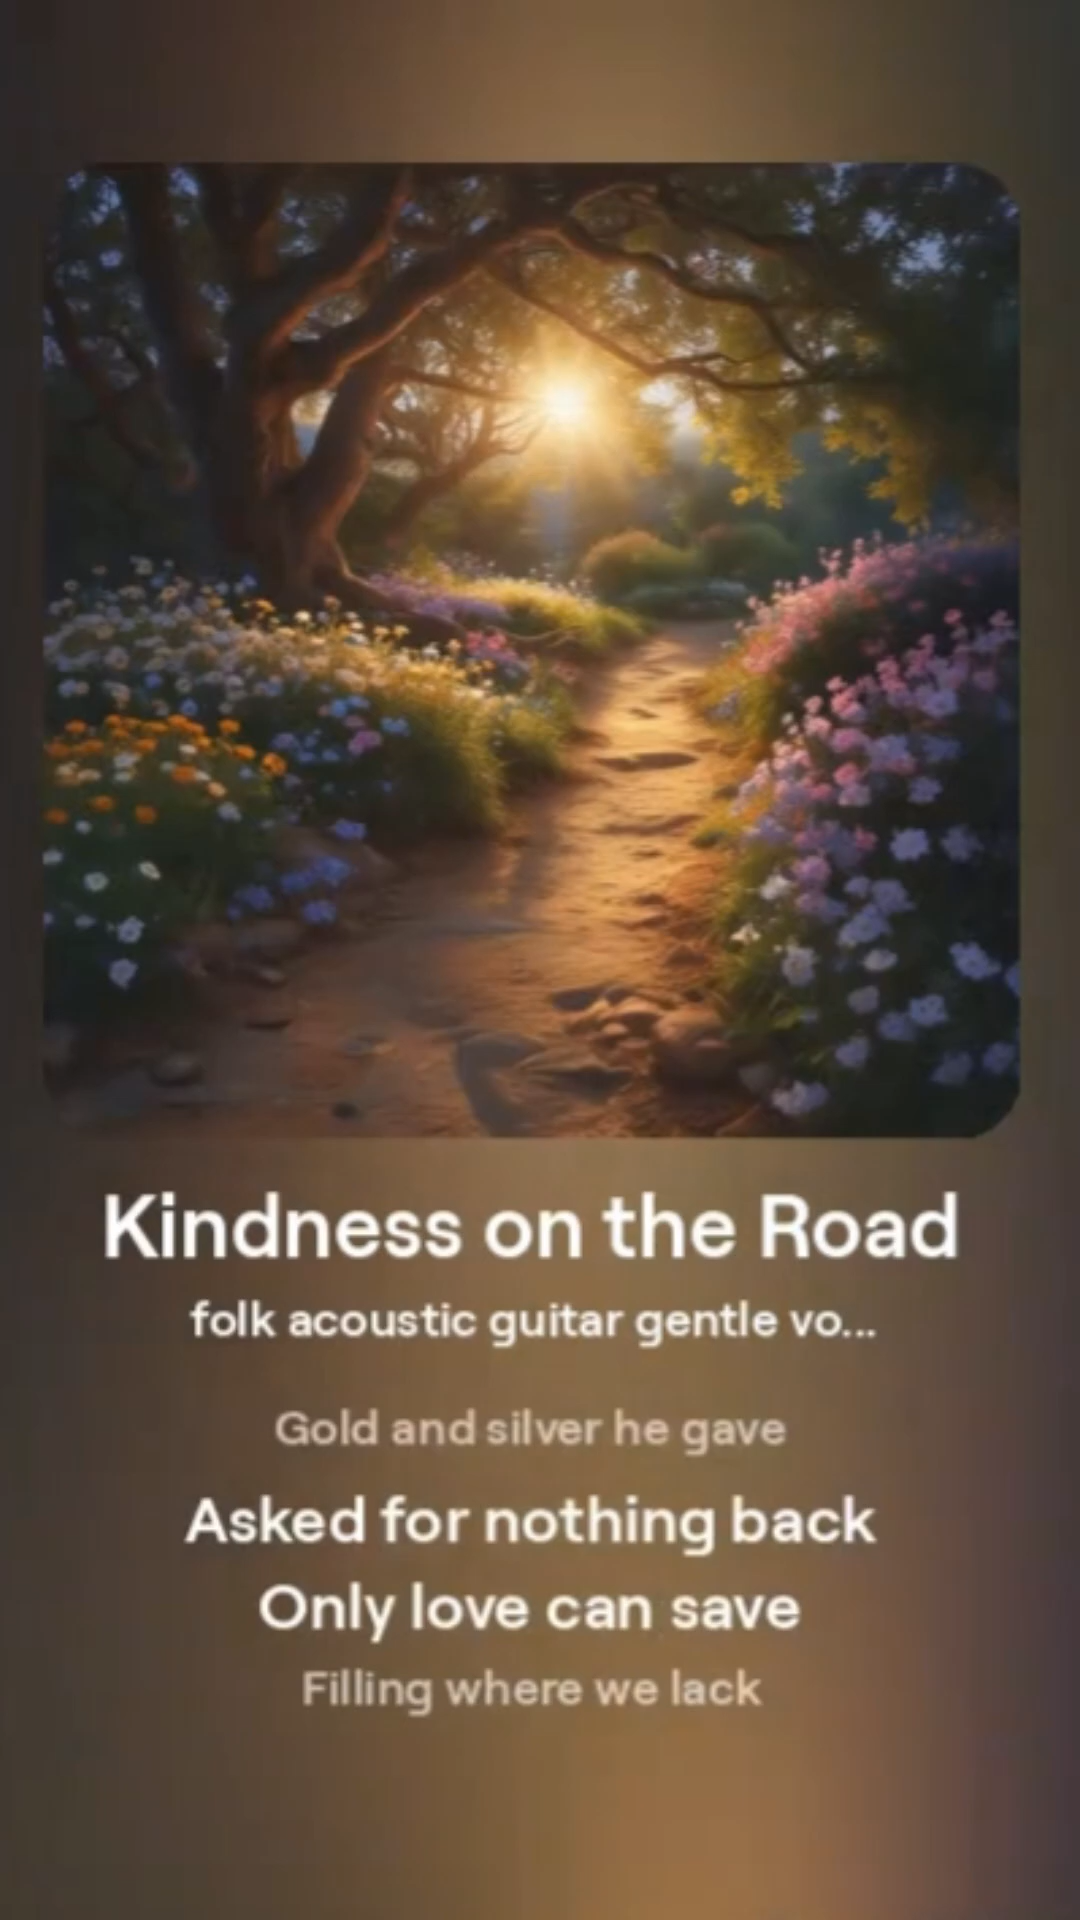 Kindness on the Road
folk acoustic guitar gentle vo...
Gold and silver he gave
Asked for nothing back
Only love can save
Filling where we lack